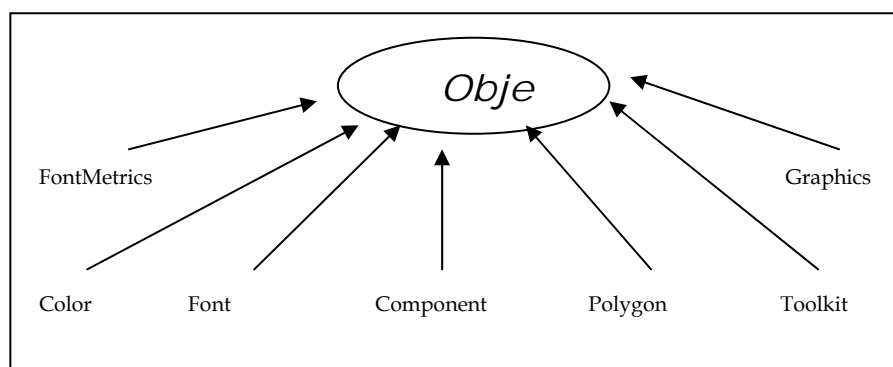 Obje
FontMetrics
Graphics
Color
Font
Component
Polygon
Toolkit